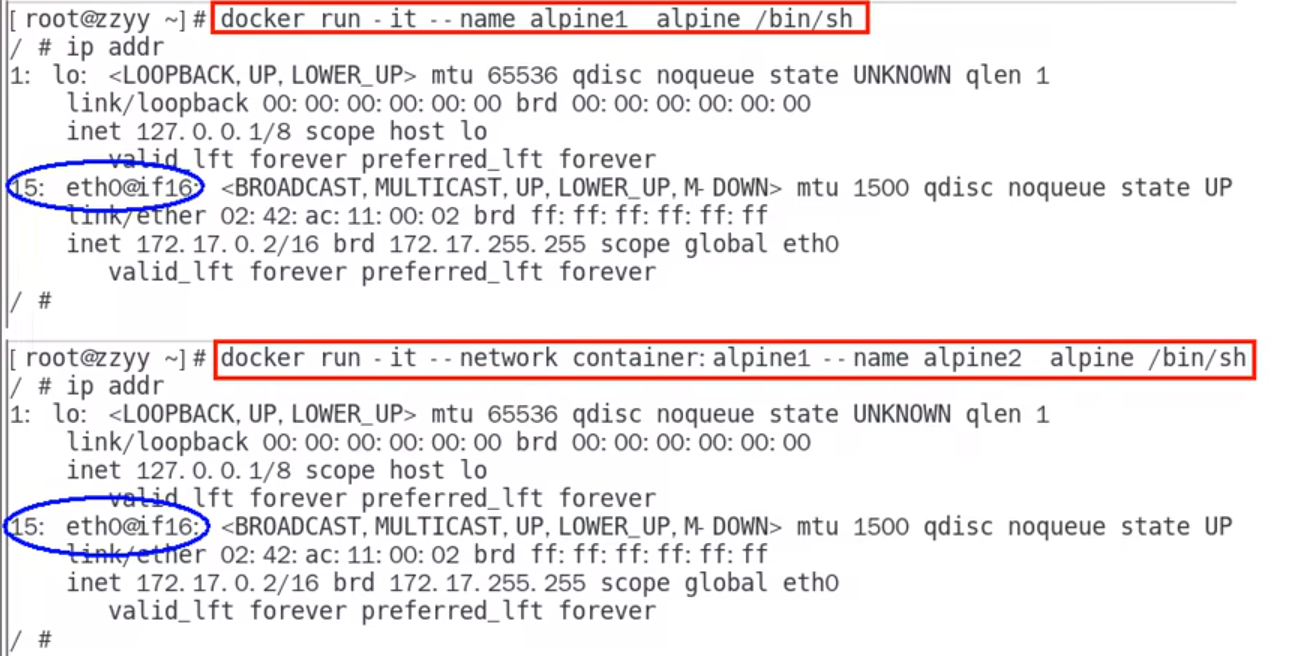 [root@zzyy ~]# docker run -it --name alpine1  alpine /bin/sh
/ # ip addr
1: lo: <LOOPBACK,UP,LOWER_UP> mtu 65536 qdisc noqueue state UNKNOWN qlen 1
    link/loopback 00:00:00:00:00:00 brd 00:00:00:00:00:00
    inet 127.0.0.1/8 scope host lo
       valid_lft forever preferred_lft forever
15: eth0@if16: <BROADCAST,MULTICAST,UP,LOWER_UP,M-DOWN> mtu 1500 qdisc noqueue state UP
    link/ether 02:42:ac:11:00:02 brd ff:ff:ff:ff:ff:ff
    inet 172.17.0.2/16 brd 172.17.255.255 scope global eth0
       valid_lft forever preferred_lft forever
/ #
[root@zzyy ~]# docker run -it --network container:alpine1 --name alpine2  alpine /bin/sh
/ # ip addr
1: lo: <LOOPBACK,UP,LOWER_UP> mtu 65536 qdisc noqueue state UNKNOWN qlen 1
    link/loopback 00:00:00:00:00:00 brd 00:00:00:00:00:00
    inet 127.0.0.1/8 scope host lo
       valid_lft forever preferred_lft forever
15: eth0@if16: <BROADCAST,MULTICAST,UP,LOWER_UP,M-DOWN> mtu 1500 qdisc noqueue state UP
    link/ether 02:42:ac:11:00:02 brd ff:ff:ff:ff:ff:ff
    inet 172.17.0.2/16 brd 172.17.255.255 scope global eth0
       valid_lft forever preferred_lft forever
/ #